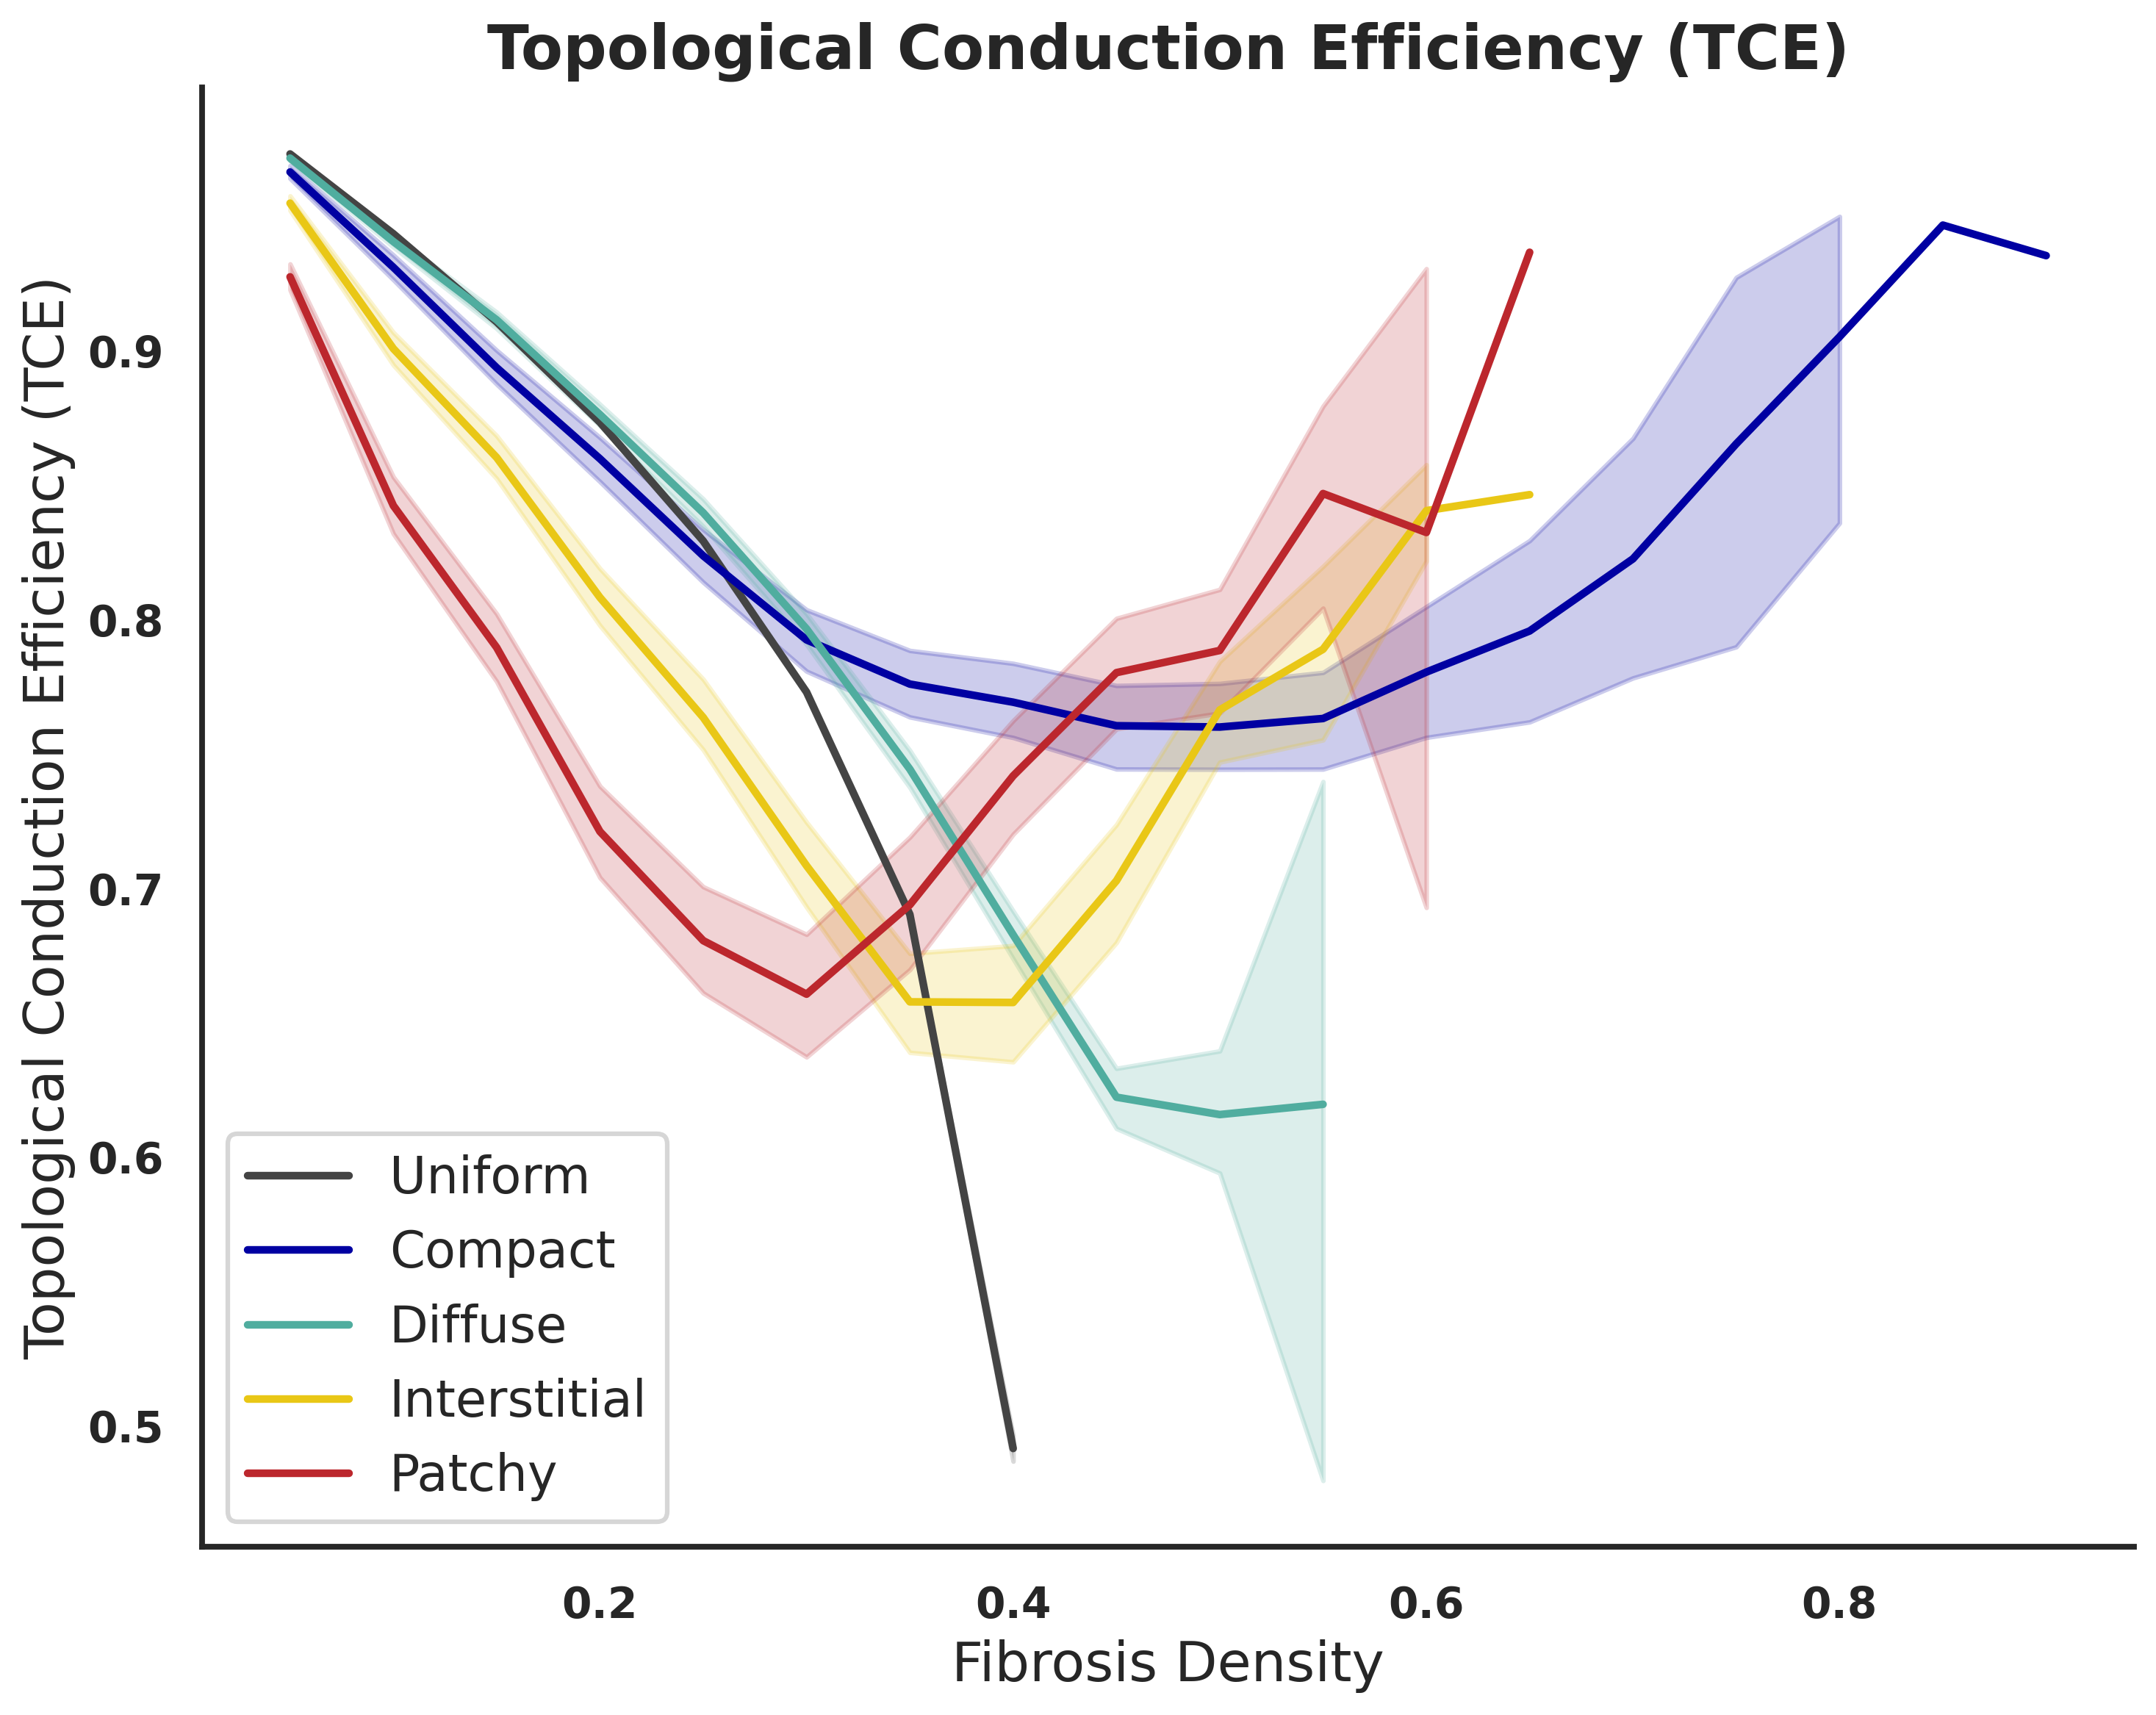 Topological Conduction Efficiency (TCE)
Topological Conduction Efficiency (TCE)
0.9
0.8
0.7
0.6
0.5
Uniform
Compact
Diffuse
Interstitial
Patchy
0.2 0.4 0.6 0.8
Fibrosis Density